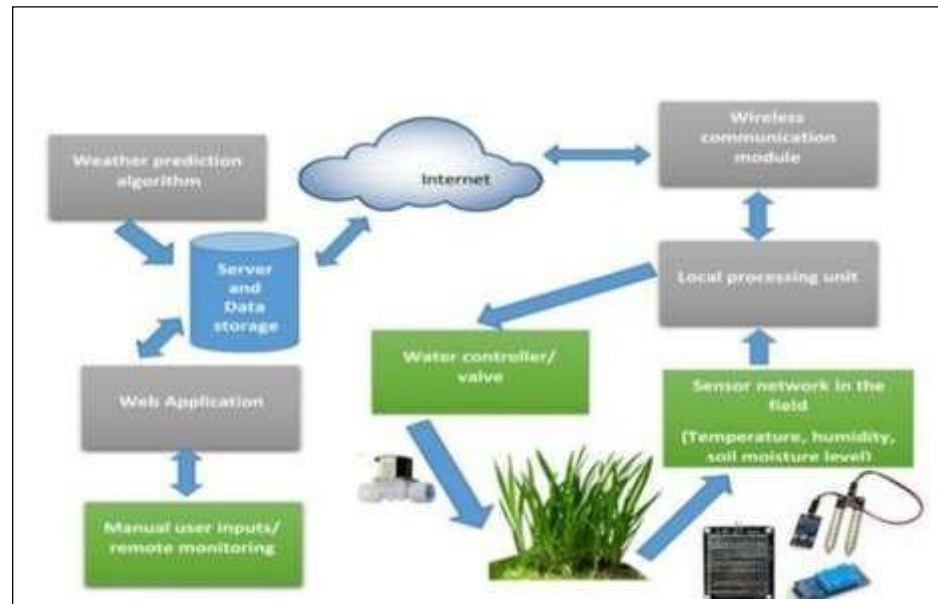 Weather prediction
algorithm
Internet
Wireless
communication
module
Server
and
Data
storage
Local processing unit
Water controller/
valve
Web Application
Sensor network in the
field
(Temperature, humidity,
soil moisture level)
Manual user inputs/
remote monitoring